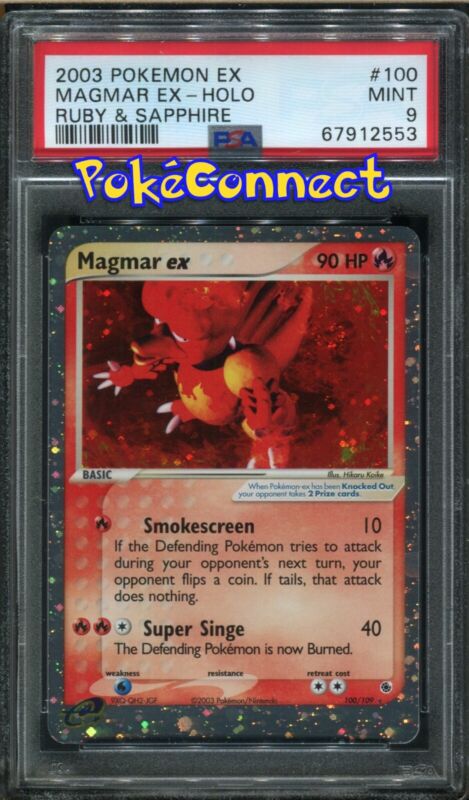 2003 POKEMON EX #100
MAGMAR EX - HOLO MINT
RUBY & SAPPHIRE PSA 9
67912553
PokéConnect
Magmar ex 90 HP
BASIC Illus. Hikaru Koike
When Pokémon-ex has been Knocked Out,
your opponent takes 2 Prize cards.
Smokescreen 10
If the Defending Pokémon tries to attack
during your opponent's next turn, your
opponent flips a coin. If tails, that attack
does nothing.
Super Singe 40
The Defending Pokémon is now Burned.
weakness resistance retreat cost
©2003 Pokémon/Nintendo 100/109
PSA